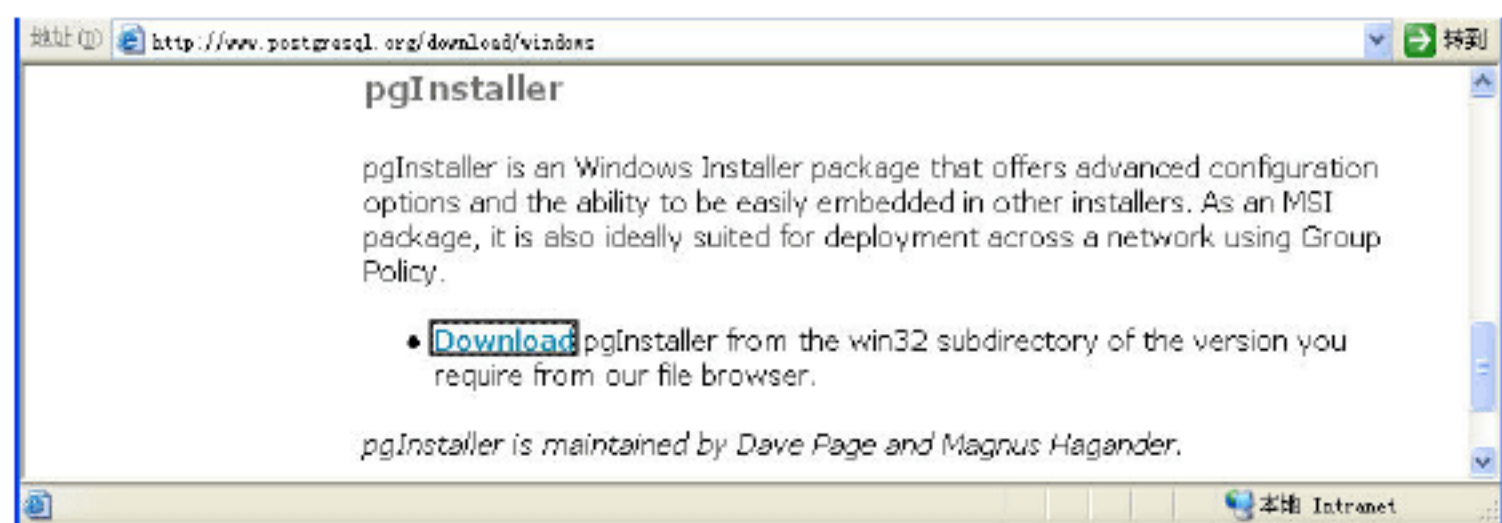 地址(D) http://www.postgresql.org/download/windows 转到
pgInstaller
pgInstaller is an Windows Installer package that offers advanced configuration
options and the ability to be easily embedded in other installers. As an MSI
package, it is also ideally suited for deployment across a network using Group
Policy.
• Download pgInstaller from the win32 subdirectory of the version you
require from our file browser.
pgInstaller is maintained by Dave Page and Magnus Hagander.
本地 Intranet